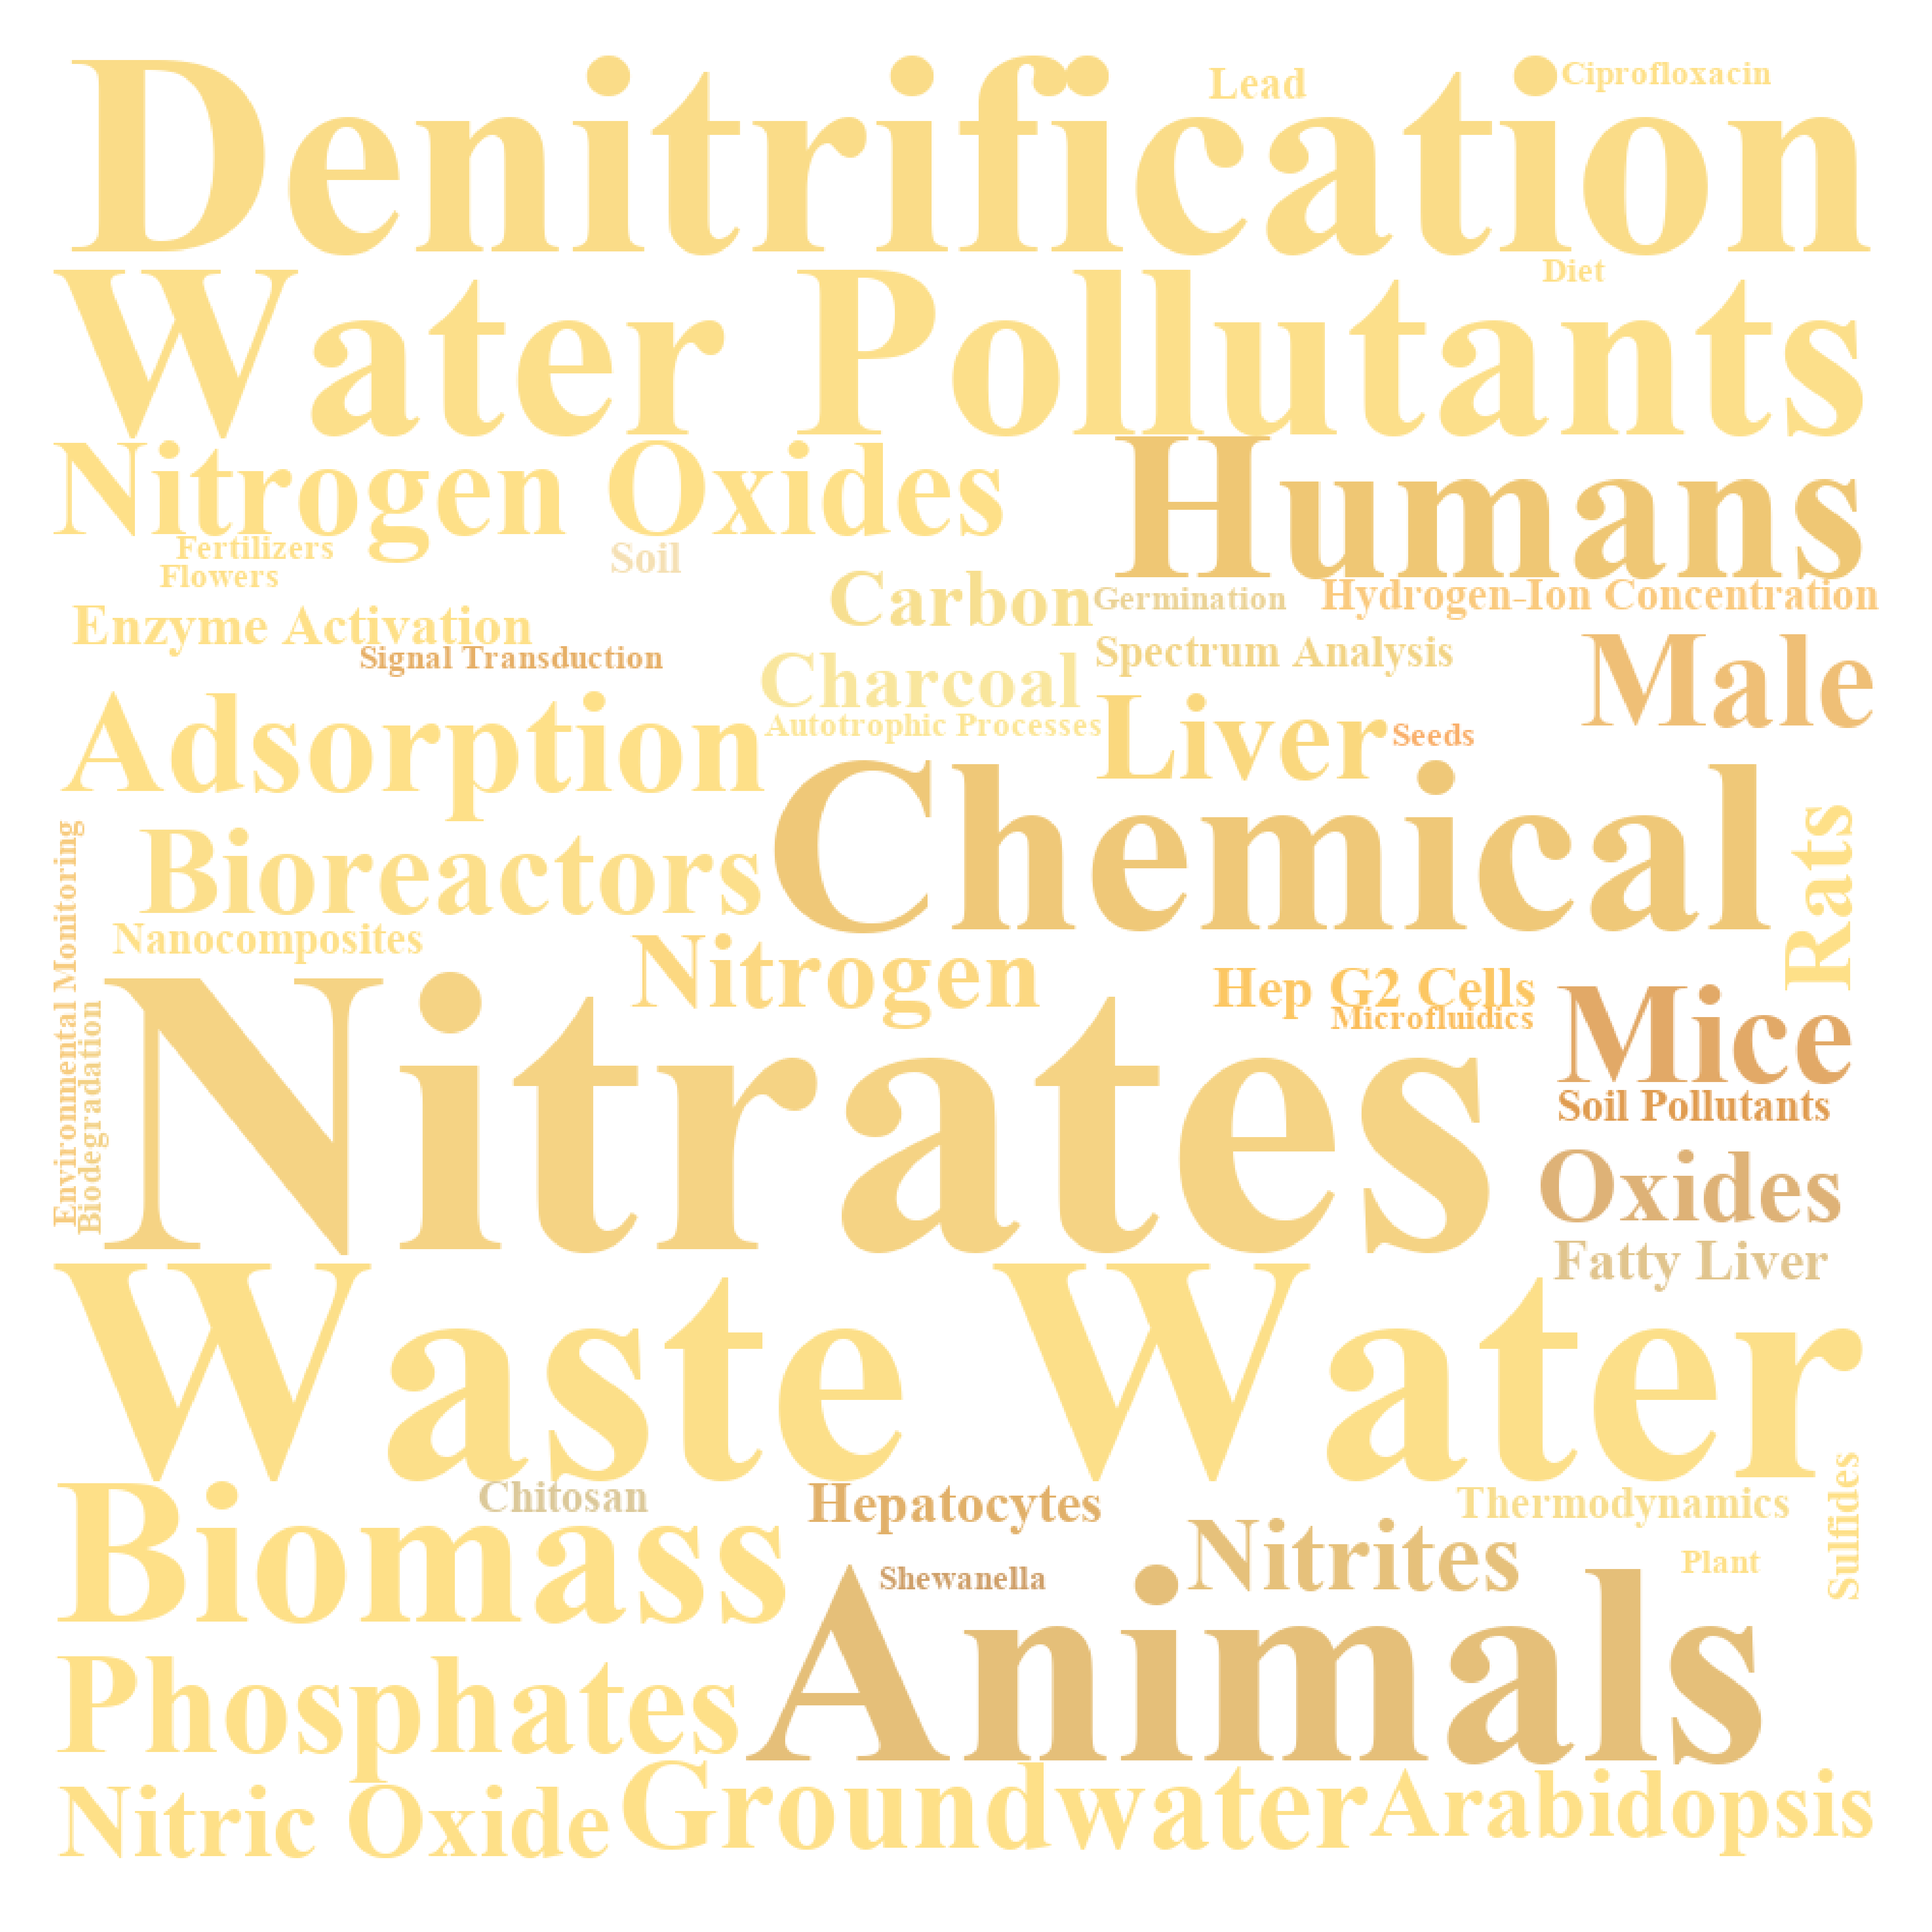 Denitrification
Lead
Ciprofloxacin
Water Pollutants
Diet
Nitrogen Oxides
Humans
Fertilizers
Soil
Flowers
Carbon
Germination
Hydrogen-Ion Concentration
Enzyme Activation
Signal Transduction
Charcoal
Spectrum Analysis
Male
Adsorption
Autotrophic Processes
Liver
Seeds
Chemical
Rats
Bioreactors
Nanocomposites
Environmental Monitoring
Biodegradation
Nitrogen
Hep G2 Cells
Microfluidics
Mice
Nitrates
Soil Pollutants
Oxides
Fatty Liver
Waste Water
Sulfides
Biomass
Chitosan
Hepatocytes
Thermodynamics
Nitrites
Shewanella
Plant
Animals
Phosphates
Nitric Oxide
Groundwater
Arabidopsis